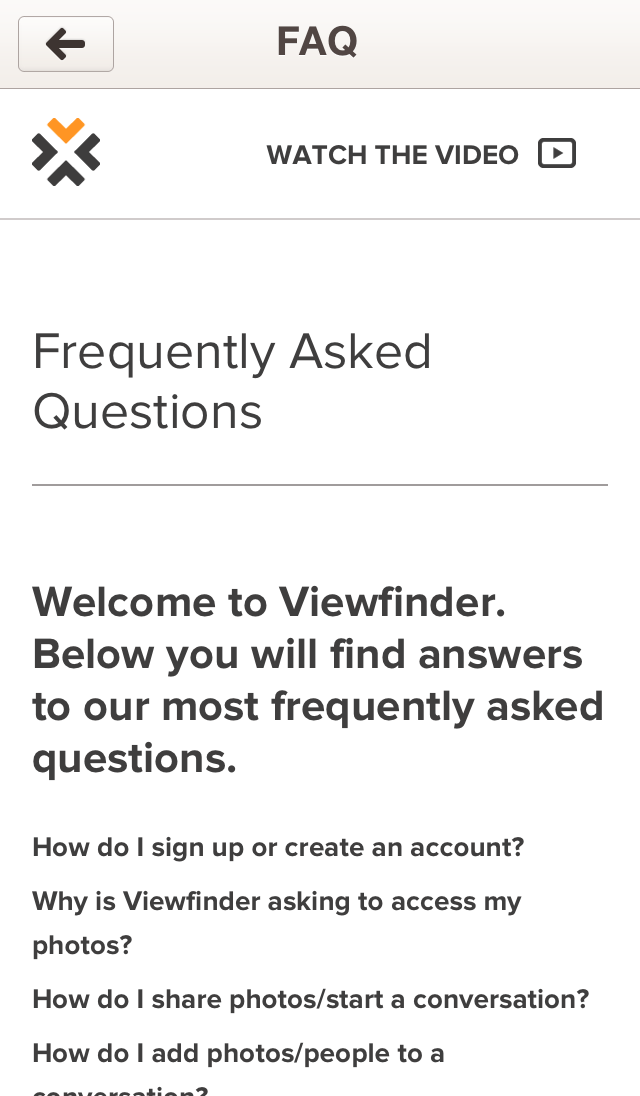 FAQ
WATCH THE VIDEO
Frequently Asked
Questions
Welcome to Viewfinder.
Below you will find answers
to our most frequently asked
questions.
How do I sign up or create an account?
Why is Viewfinder asking to access my
photos?
How do I share photos/start a conversation?
How do I add photos/people to a
conversation?